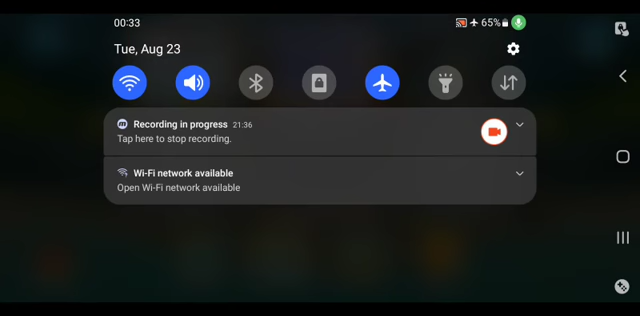 00:33
65%
Tue, Aug 23
Recording in progress 21:36
Tap here to stop recording.
Wi-Fi network available
Open Wi-Fi network available